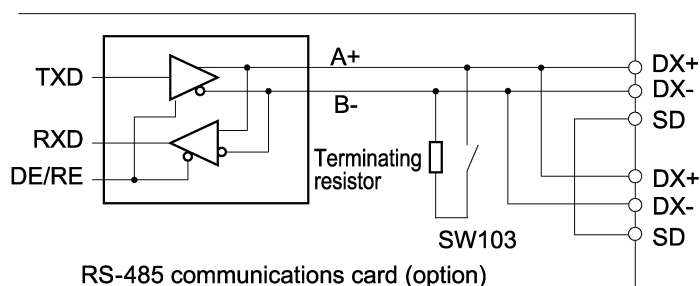 A+
TXD
DX+
DX-
B-
SD
RXD
Terminating
resistor
DE/RE
DX+
DX-
SW103
SD
RS-485 communications card (option)